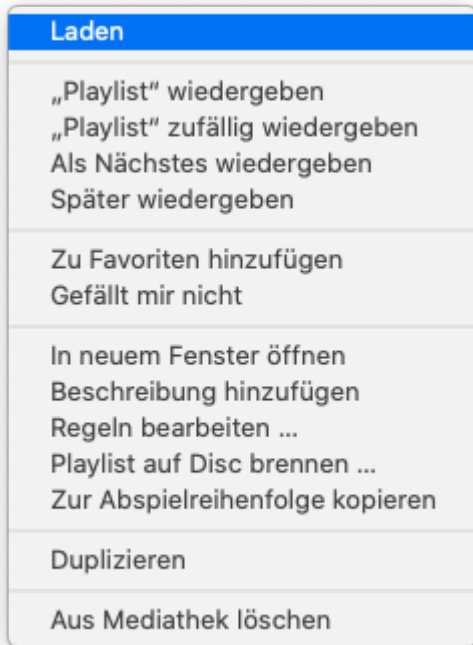 Laden
„Playlist“ wiedergeben
„Playlist“ zufällig wiedergeben
Als Nächstes wiedergeben
Später wiedergeben
Zu Favoriten hinzufügen
Gefällt mir nicht
In neuem Fenster öffnen
Beschreibung hinzufügen
Regeln bearbeiten ...
Playlist auf Disc brennen ...
Zur Abspielreihenfolge kopieren
Duplizieren
Aus Mediathek löschen